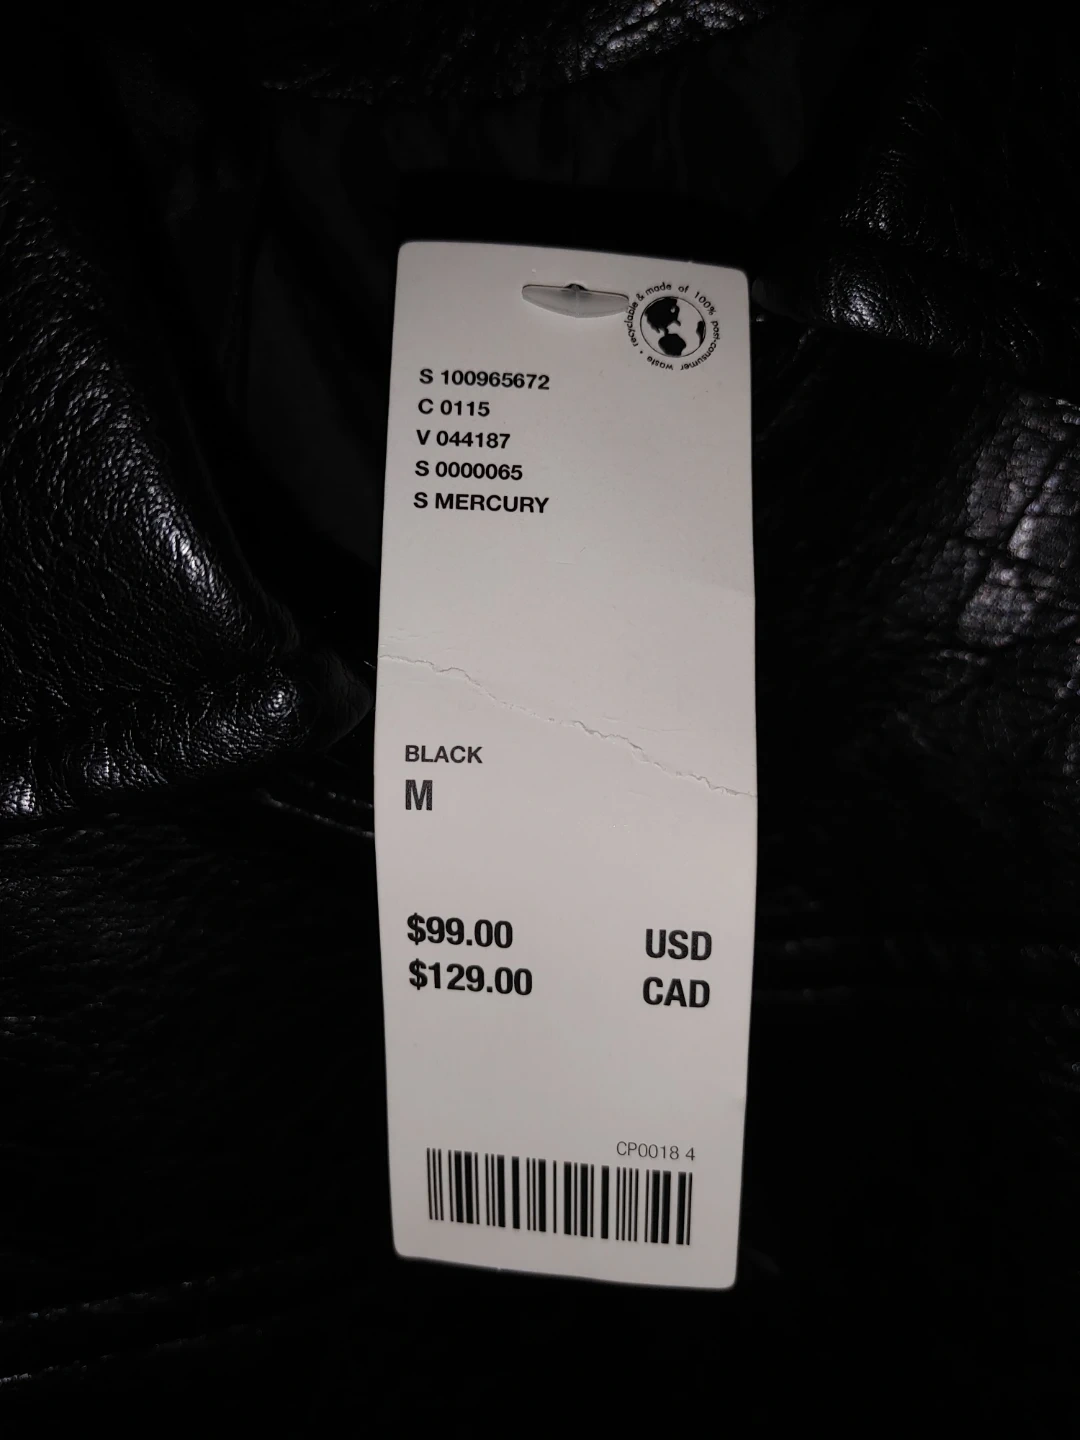 recyclable & made of 100% post-consumer waste •
S 100965672
C 0115
V 044187
S 0000065
S MERCURY
BLACK
M
$99.00 USD
$129.00 CAD
CP0018 4